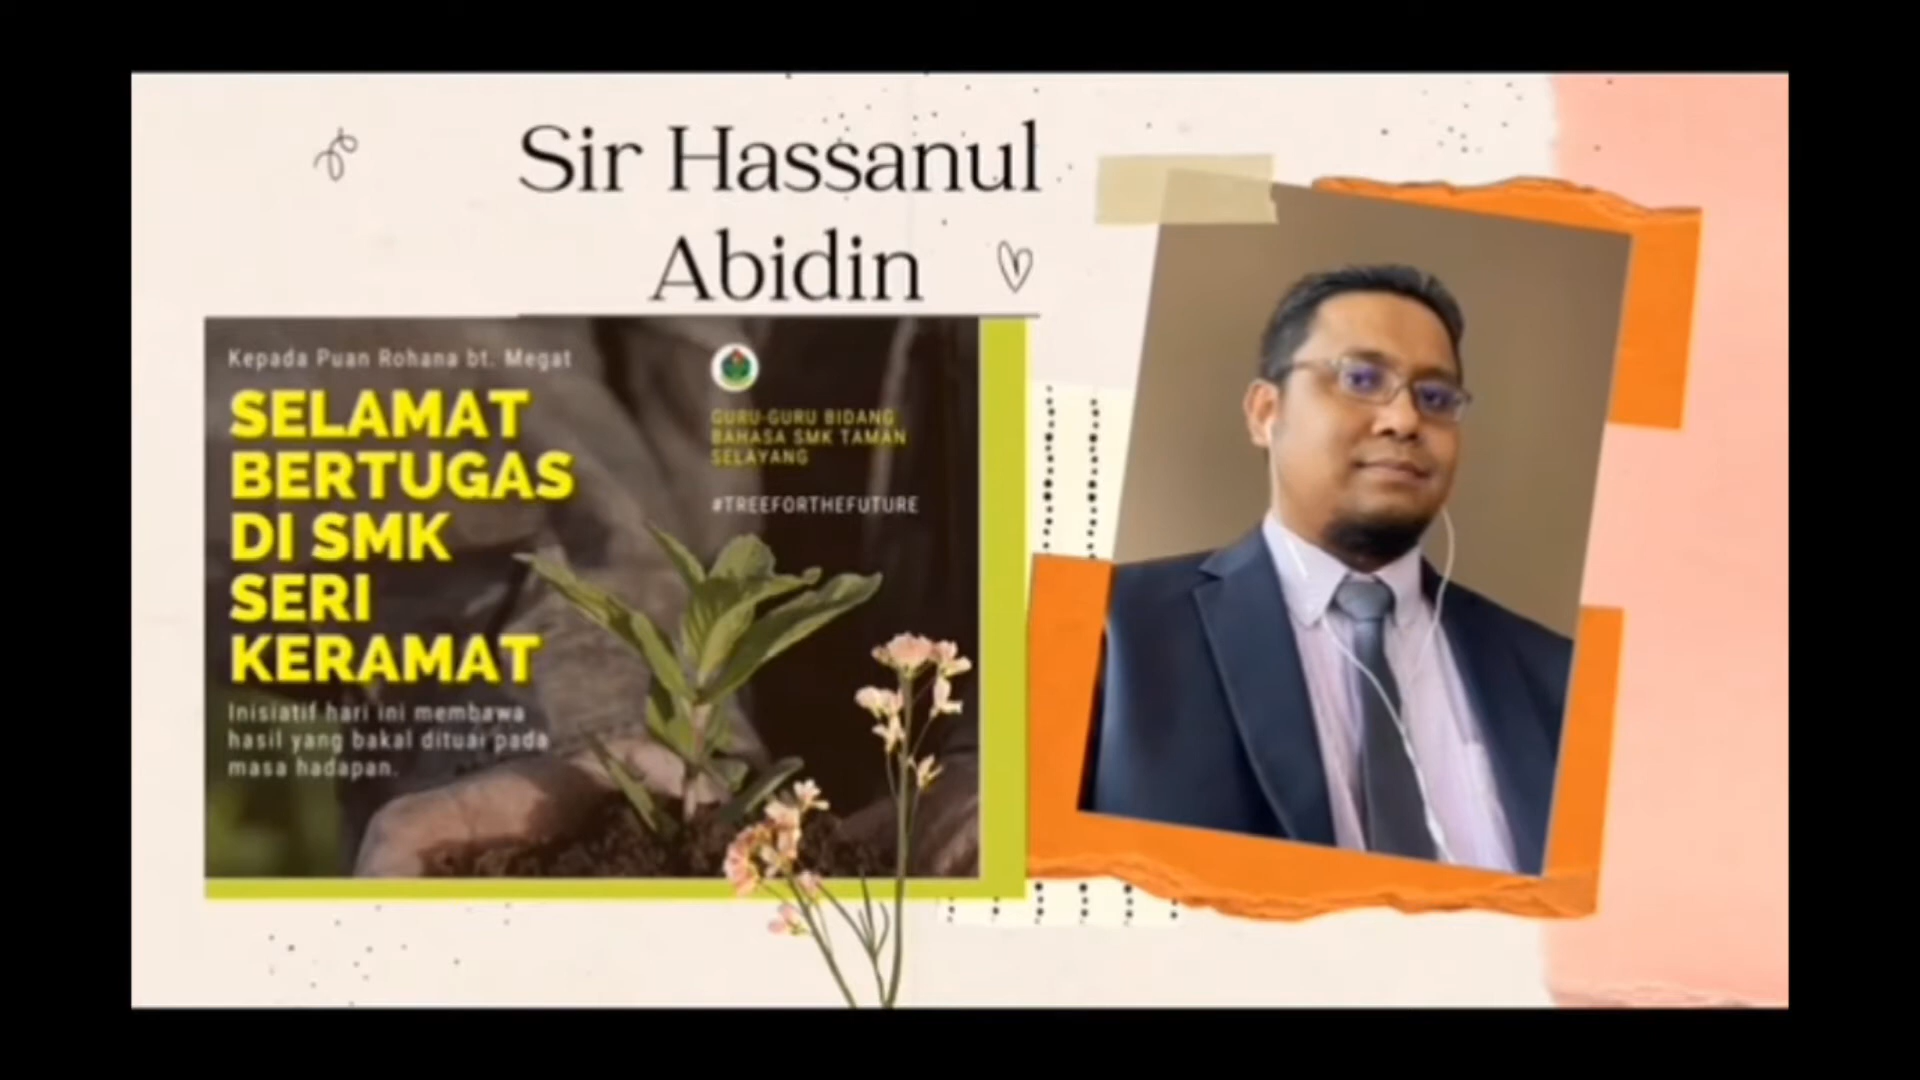 Sir Hassanul
Abidin
Kepada Puan Rohana bt. Megat
SELAMAT
BERTUGAS
DI SMK
SERI
KERAMAT
Inisiatif hari ini membawa
hasil yang bakal dituai pada
masa hadapan.
GURU-GURU BIDANG
BAHASA SMK TAMAN
SELAYANG
#TREEFORTHEFUTURE